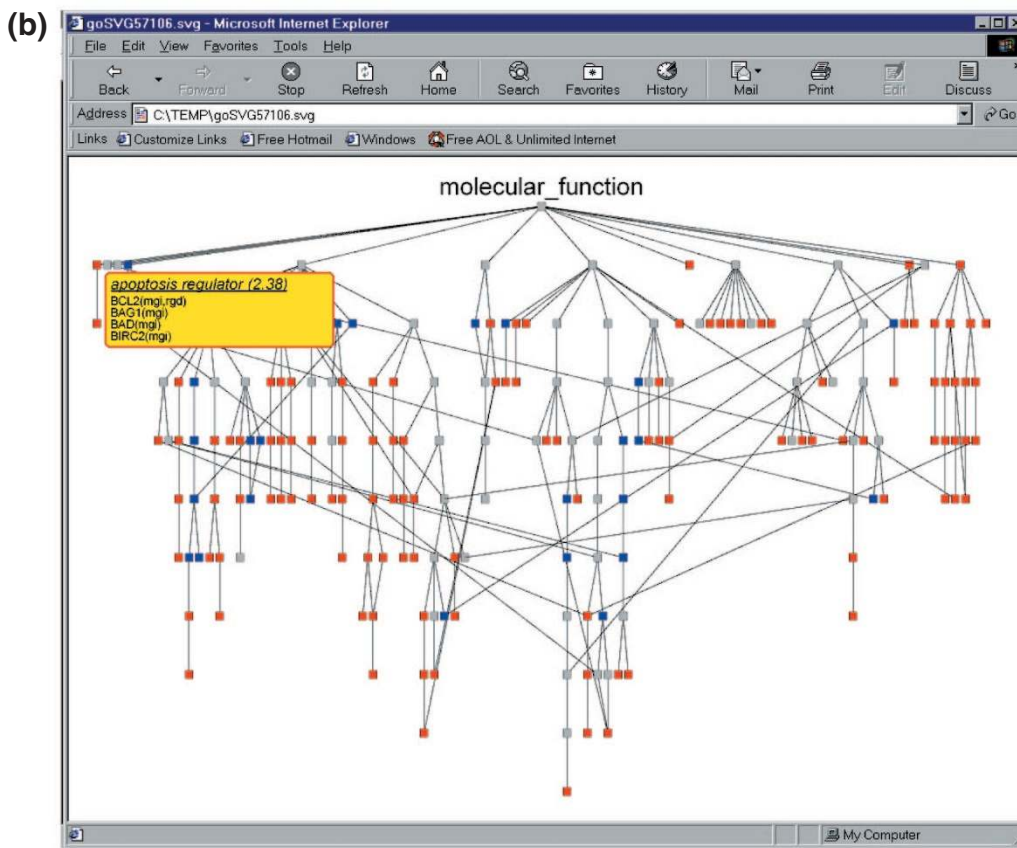 (b)
goSVG57106.svg - Microsoft Internet Explorer
File Edit View Favorites Tools Help
Back Forward Stop Refresh Home Search Favorites History Mail Print Edit Discuss
Address C:\TEMP\goSVG57106.svg Go
Links Customize Links Free Hotmail Windows Free AOL & Unlimited Internet
molecular_function
apoptosis regulator (2,38)
BCL2(mgi,rgd)
BAG1(mgi)
BAD(mgi)
BIRC2(mgi)
My Computer